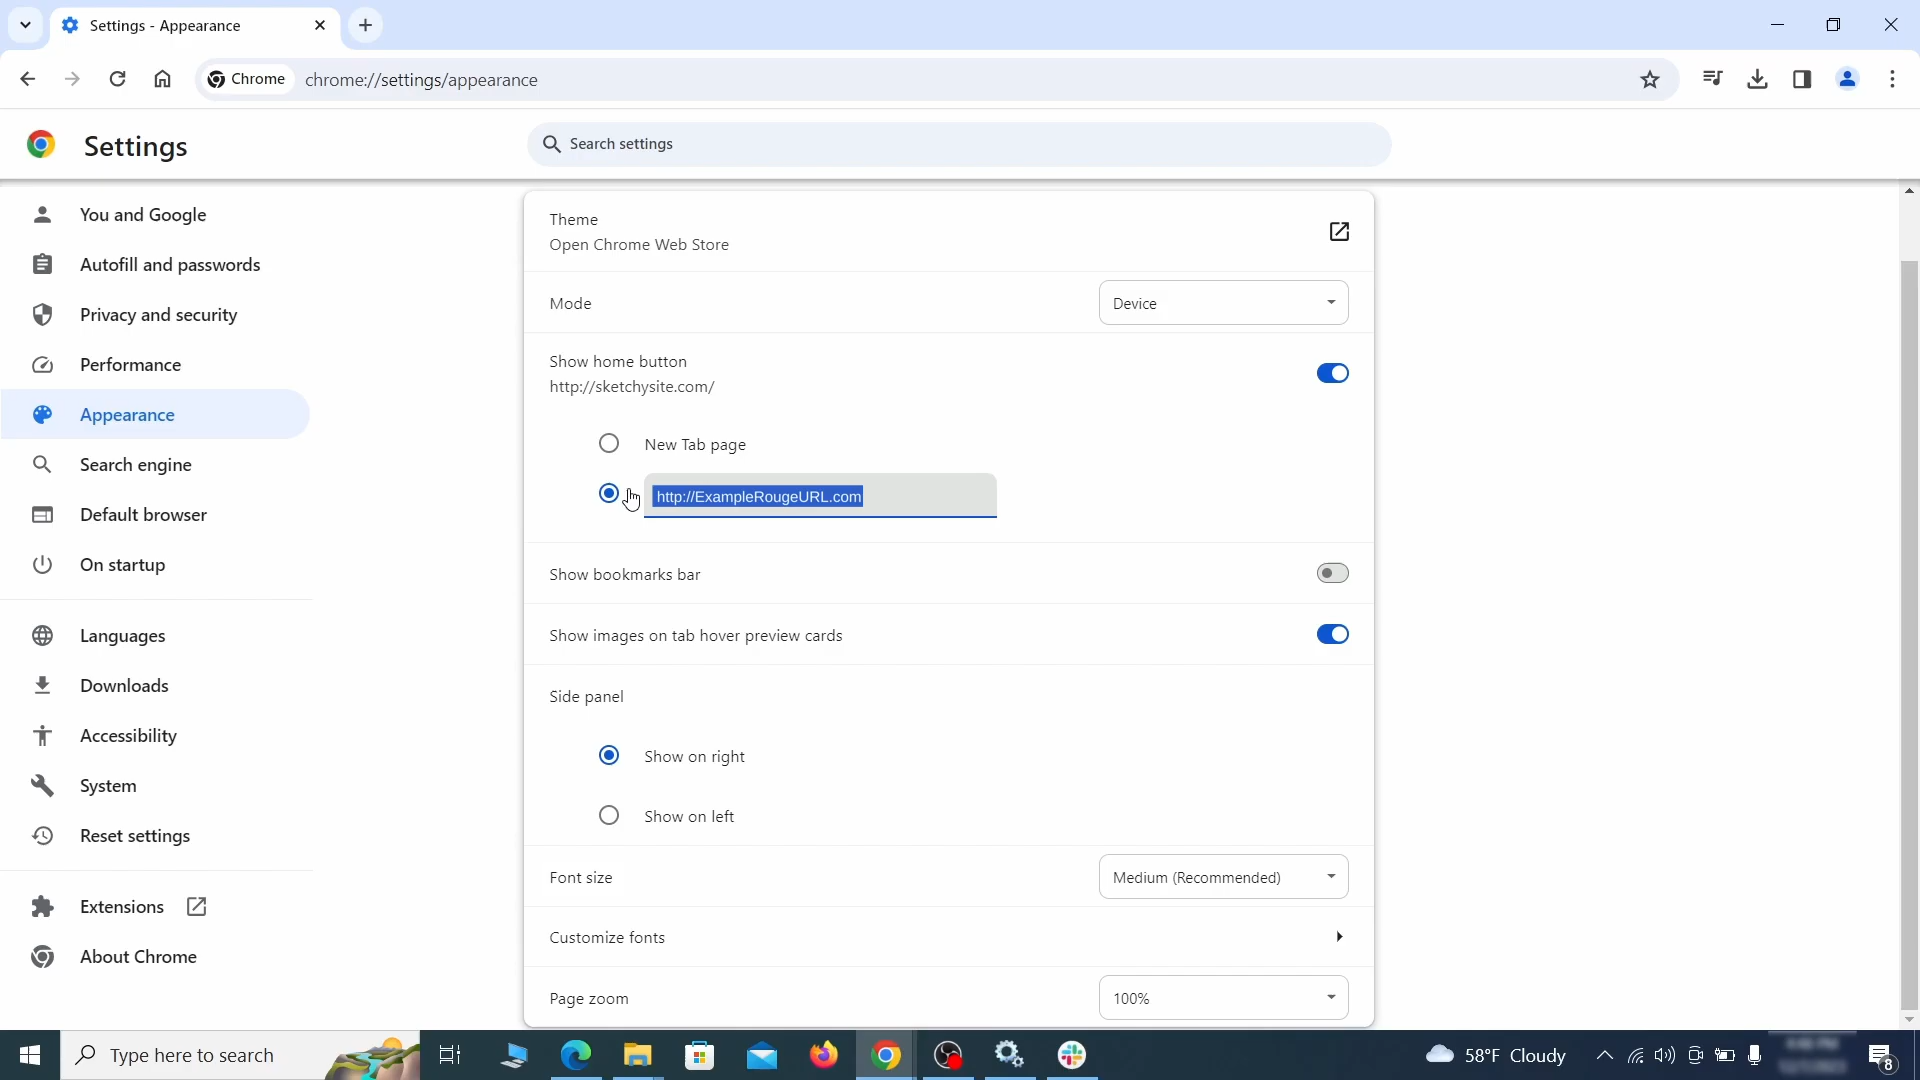 Settings - Appearance
Chrome
chrome://settings/appearance
Settings
Search settings
You and Google
Autofill and passwords
Privacy and security
Performance
Appearance
Search engine
Default browser
On startup
Languages
Downloads
Accessibility
System
Reset settings
Extensions
About Chrome
Theme
Open Chrome Web Store
Mode
Device
Show home button
http://sketchysite.com/
New Tab page
http://ExampleRougeURL.com
Show bookmarks bar
Show images on tab hover preview cards
Side panel
Show on right
Show on left
Font size
Medium (Recommended)
Customize fonts
Page zoom
100%
Type here to search
58°F Cloudy
8